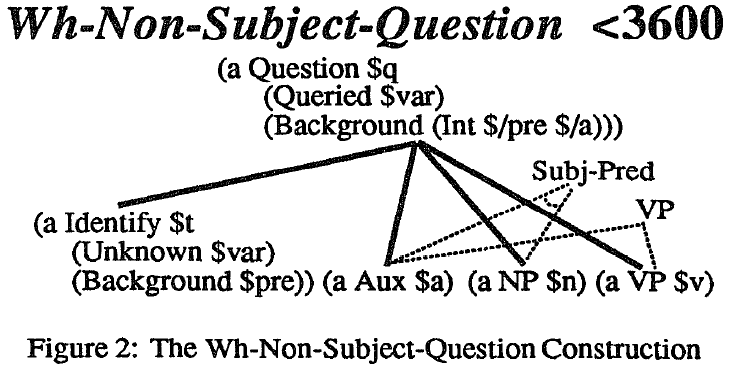 Wh-Non-Subject-Question <3600
(a Question $q
(Queried $var)
(Background (Int $/pre $/a)))
Subj-Pred
VP
(a Identify $t
(Unknown $var)
(Background $pre)) (a Aux $a) (a NP $n) (a VP $v)
Figure 2: The Wh-Non-Subject-Question Construction